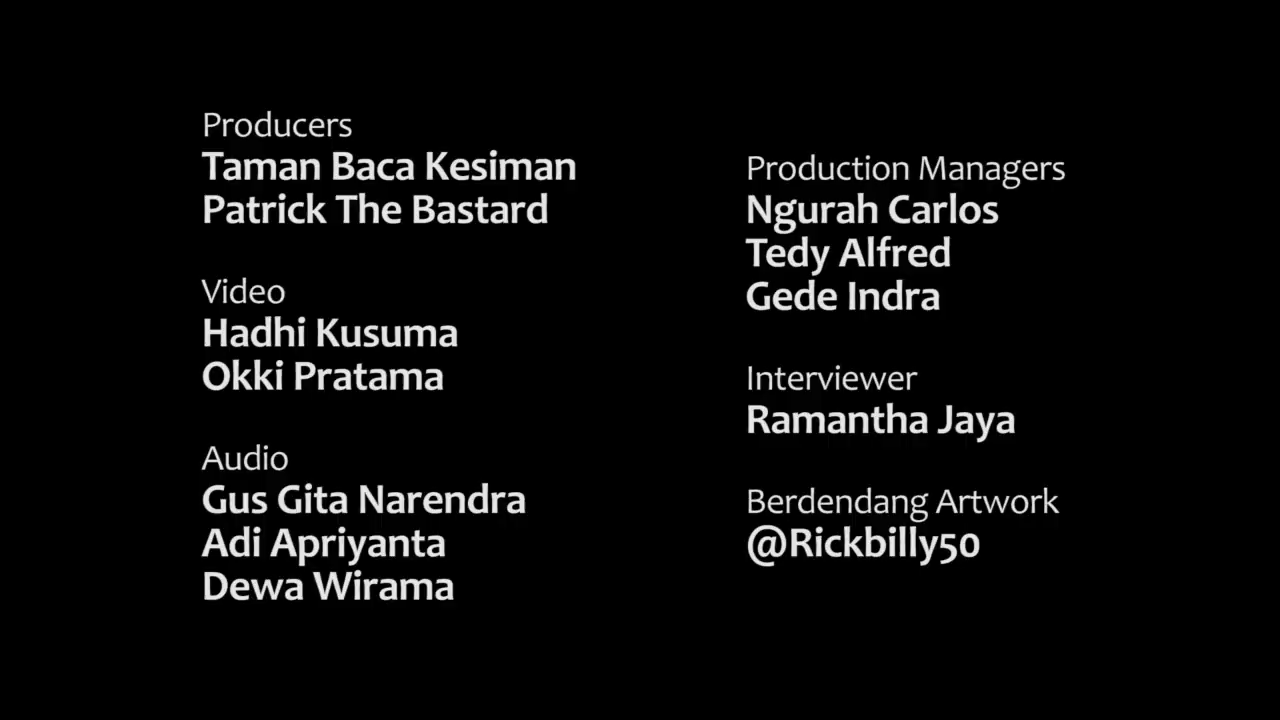 Producers
Taman Baca Kesiman
Patrick The Bastard
Video
Hadhi Kusuma
Okki Pratama
Audio
Gus Gita Narendra
Adi Apriyanta
Dewa Wirama
Production Managers
Ngurah Carlos
Tedy Alfred
Gede Indra
Interviewer
Ramantha Jaya
Berdendang Artwork
@Rickbilly50